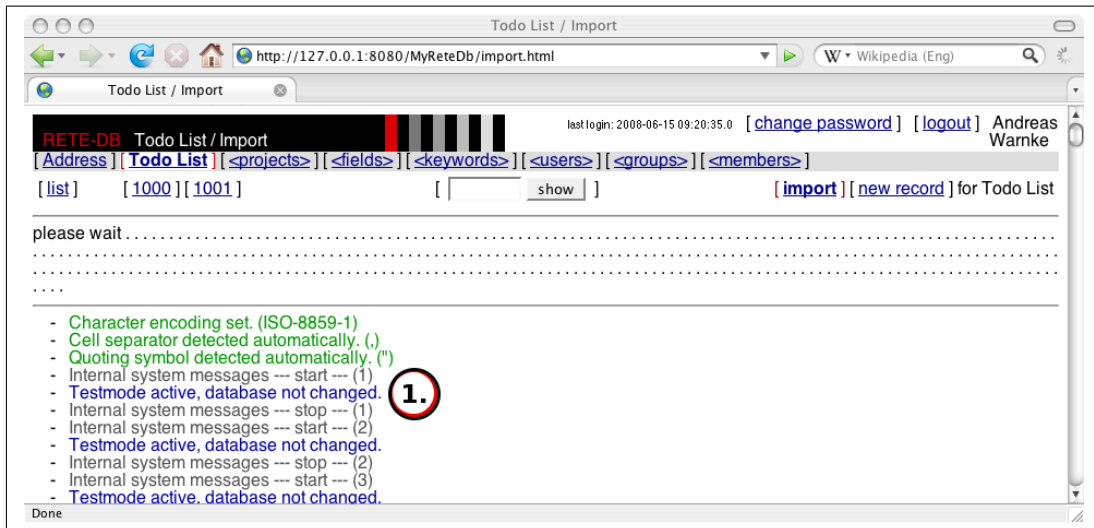 Todo List / Import
http://127.0.0.1:8080/MyReteDb/import.html
W Wikipedia (Eng)
Todo List / Import
RETE-DB Todo List / Import
last login: 2008-06-15 09:20:35.0 [ change password ] [ logout ] Andreas
Warnke
[ Address ] [ Todo List ] [ <projects> ] [ <fields> ] [ <keywords> ] [ <users> ] [ <groups> ] [ <members> ]
[ list ] [ 1000 ] [ 1001 ] [ show ] [ import ] [ new record ] for Todo List
please wait . . . . . . . . . . . . . . . . . . . . . . . . . . . . . . . . . . . . . . . . . . . . . . . . . . . . . . . . . . . . . . . . . . . . . . . . . . . . . . . . . . . . . . . . . . . . . . . . . . . . . . . . . .
. . . . . . . . . . . . . . . . . . . . . . . . . . . . . . . . . . . . . . . . . . . . . . . . . . . . . . . . . . . . . . . . . . . . . . . . . . . . . . . . . . . . . . . . . . . . . . . . . . . . . . . . . . . . . . . . . . . .
. . . . . . . . . . . . . . . . . . . . . . . . . . . . . . . . . . . . . . . . . . . . . . . . . . . . . . . . . . . . . . . . . . . . . . . . . . . . . . . . . . . . . . . . . . . . . . . . . . . . . . . . . . . . . . . . . . . .
. . . .
- Character encoding set. (ISO-8859-1)
- Cell separator detected automatically. (,)
- Quoting symbol detected automatically. (")
- Internal system messages --- start --- (1)
- Testmode active, database not changed.
1.
- Internal system messages --- stop --- (1)
- Internal system messages --- start --- (2)
- Testmode active, database not changed.
- Internal system messages --- stop --- (2)
- Internal system messages --- start --- (3)
- Testmode active, database not changed.
Done